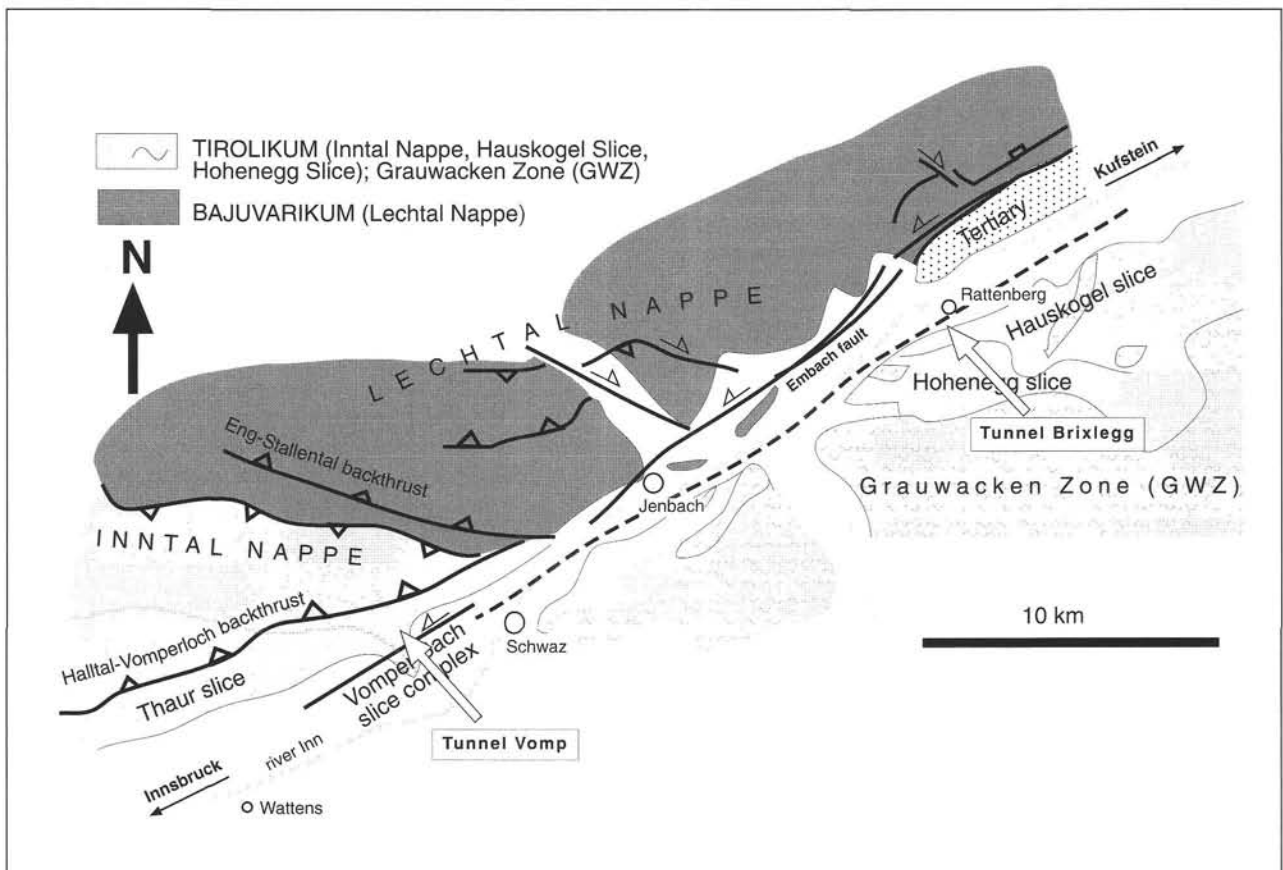 TIROLIKUM (Inntal Nappe, Hauskogel Slice,
Hohenegg Slice); Grauwacken Zone (GWZ)
BAJUVARIKUM (Lechtal Nappe)
N
Kufstein
Tertiary
Rattenberg
Hauskogel slice
LECHTAL NAPPE
Embach fault
Hohenegg slice
Tunnel Brixlegg
Eng-Stallental backthrust
Grauwacken Zone (GWZ)
Jenbach
INNTAL NAPPE
10 km
Halltal-Vomperloch backthrust
Schwaz
Thaur slice
slice complex
Tunnel Vomp
river Inn
Innsbruck
Wattens